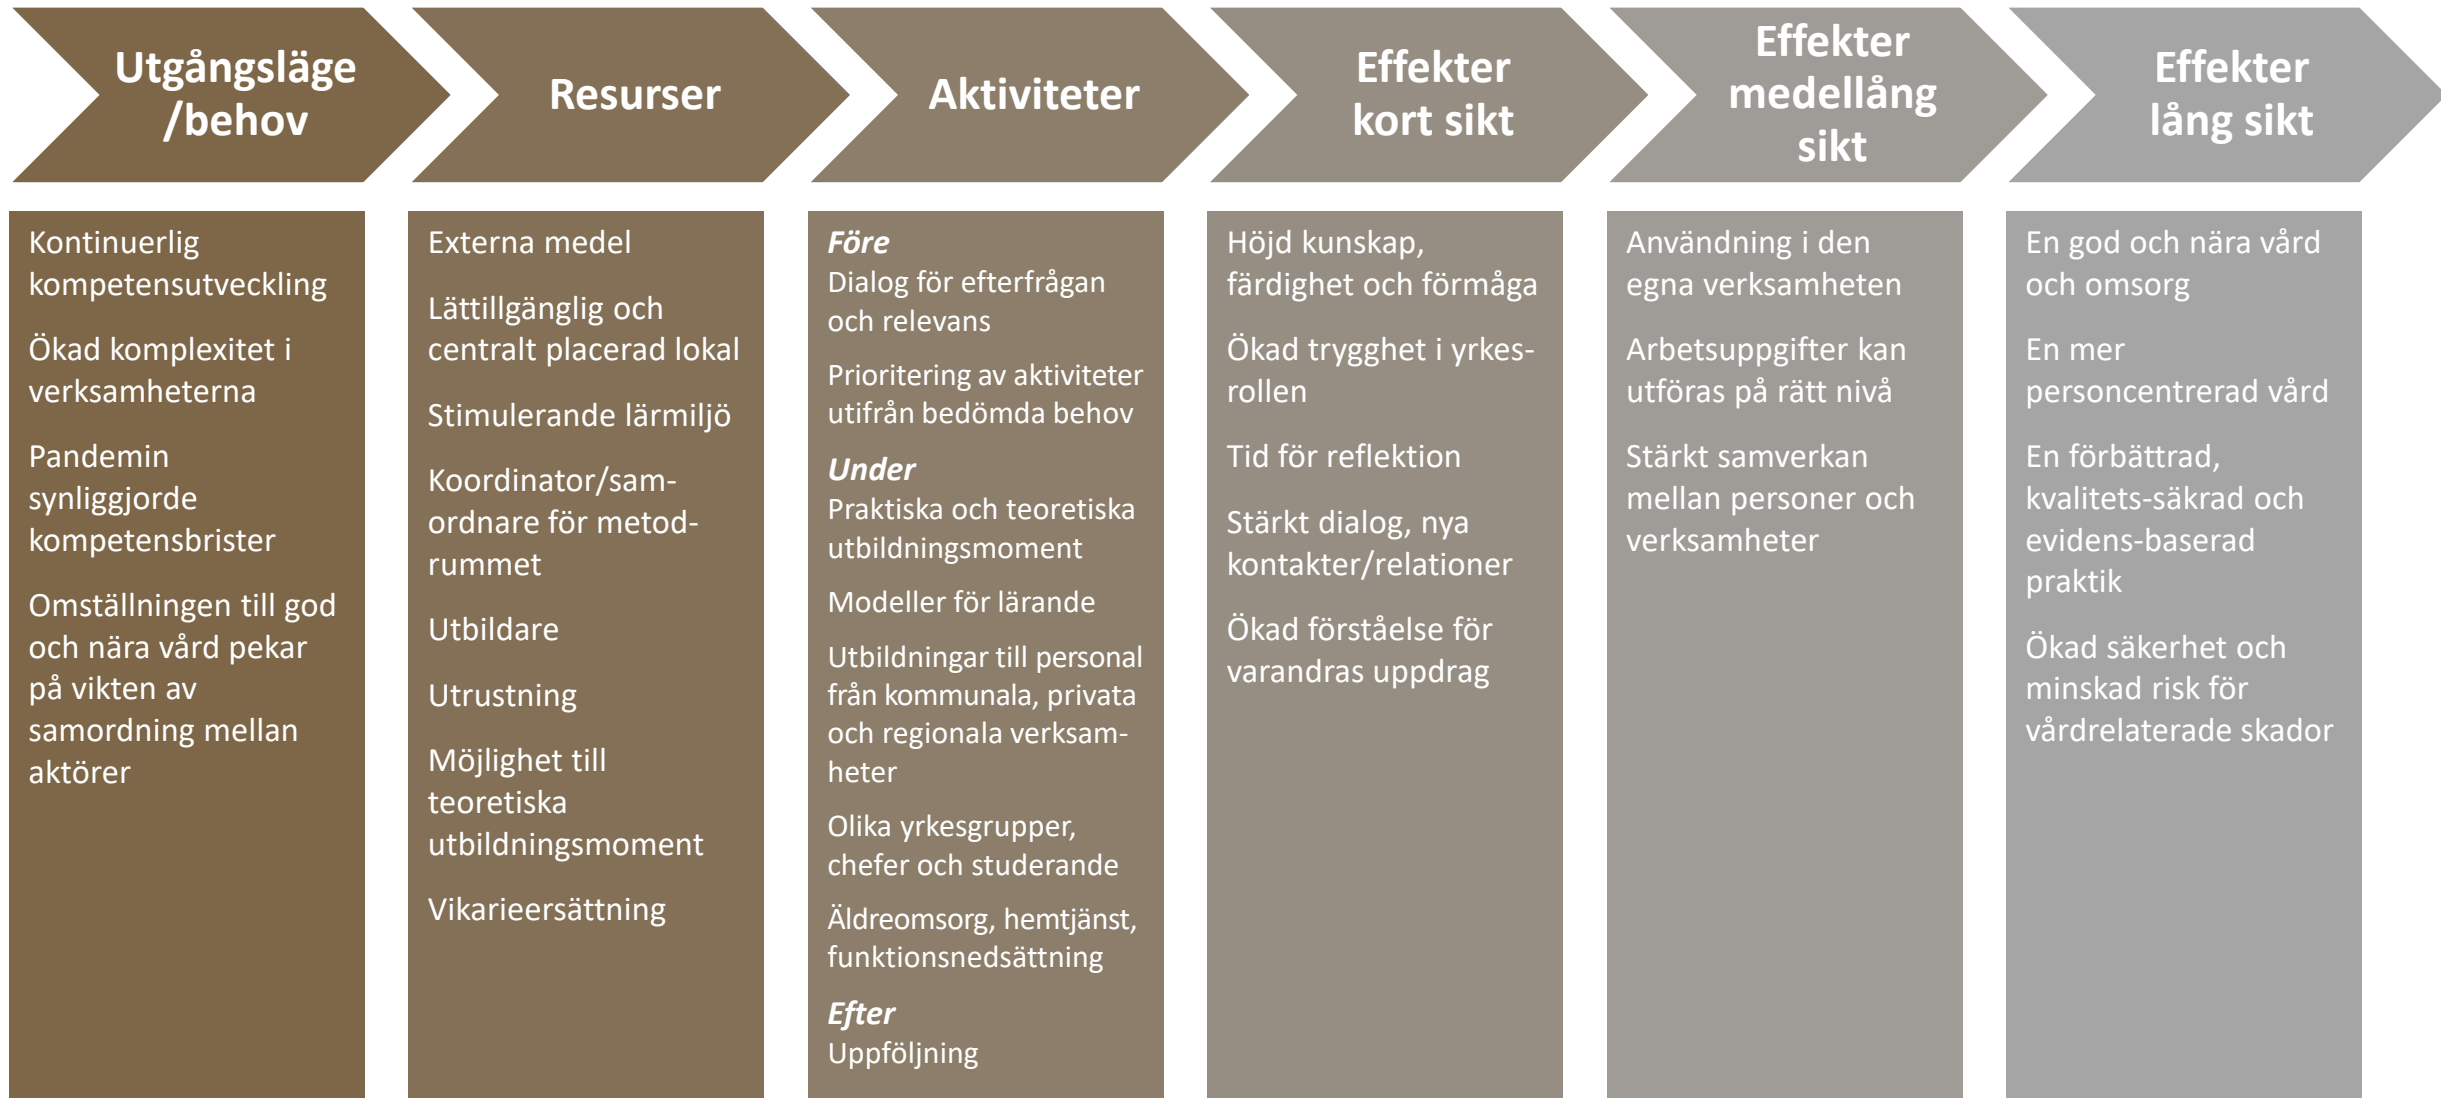 Utgångsläge
/behov
Resurser
Aktiviteter
Effekter
kort sikt
Effekter
medellång
sikt
Effekter
lång sikt
Kontinuerlig
kompetensutveckling
Ökad komplexitet i
verksamheterna
Pandemin
synliggjorde
kompetensbrister
Omställningen till god
och nära vård pekar
på vikten av
samordning mellan
aktörer
Externa medel
Lättillgänglig och
centralt placerad lokal
Stimulerande lärmiljö
Koordinator/sam-
ordnare för metod-
rummet
Utbildare
Utrustning
Möjlighet till
teoretiska
utbildningsmoment
Vikarieersättning
Före
Dialog för efterfrågan
och relevans
Prioritering av aktiviteter
utifrån bedömda behov
Under
Praktiska och teoretiska
utbildningsmoment
Modeller för lärande
Utbildningar till personal
från kommunala, privata
och regionala verksam-
heter
Olika yrkesgrupper,
chefer och studerande
Äldreomsorg, hemtjänst,
funktionsnedsättning
Efter
Uppföljning
Höjd kunskap,
färdighet och förmåga
Ökad trygghet i yrkes-
rollen
Tid för reflektion
Stärkt dialog, nya
kontakter/relationer
Ökad förståelse för
varandras uppdrag
Användning i den
egna verksamheten
Arbetsuppgifter kan
utföras på rätt nivå
Stärkt samverkan
mellan personer och
verksamheter
En god och nära vård
och omsorg
En mer
personcentrerad vård
En förbättrad,
kvalitets-säkrad och
evidens-baserad
praktik
Ökad säkerhet och
minskad risk för
vårdrelaterade skador